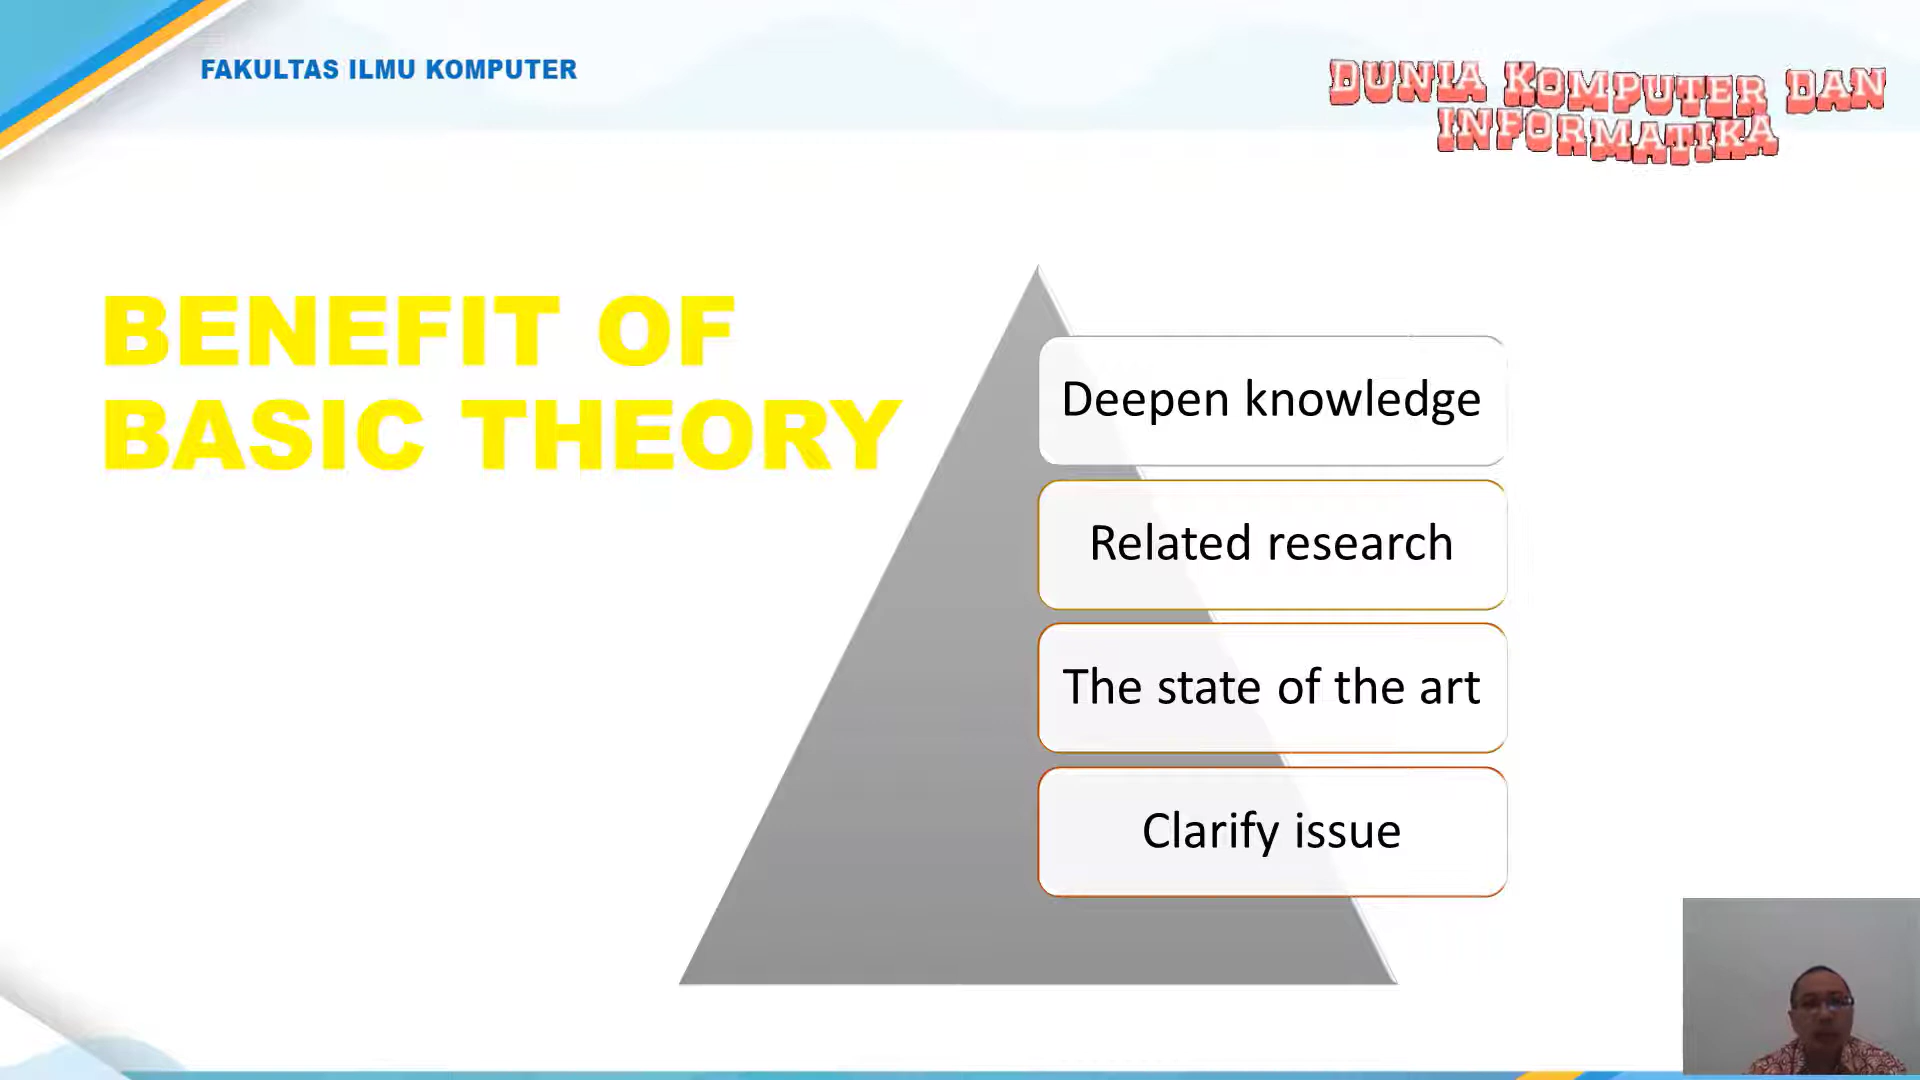 FAKULTAS ILMU KOMPUTER
DUNIA KOMPUTER DAN
INFORMATIKA
BENEFIT OF
BASIC THEORY
Deepen knowledge
Related research
The state of the art
Clarify issue